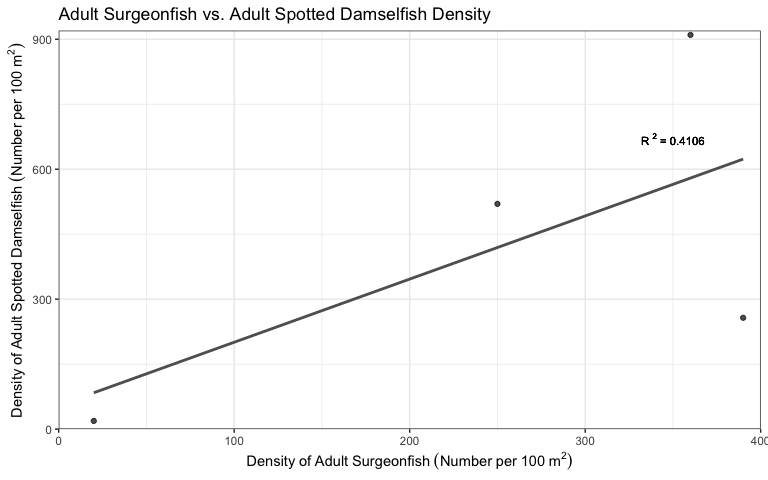 Adult Surgeonfish vs. Adult Spotted Damselfish Density
Density of Adult Spotted Damselfish (Number per 100 m²)
900
600
300
0
R² = 0.4106
0 100 200 300 400
Density of Adult Surgeonfish (Number per 100 m²)